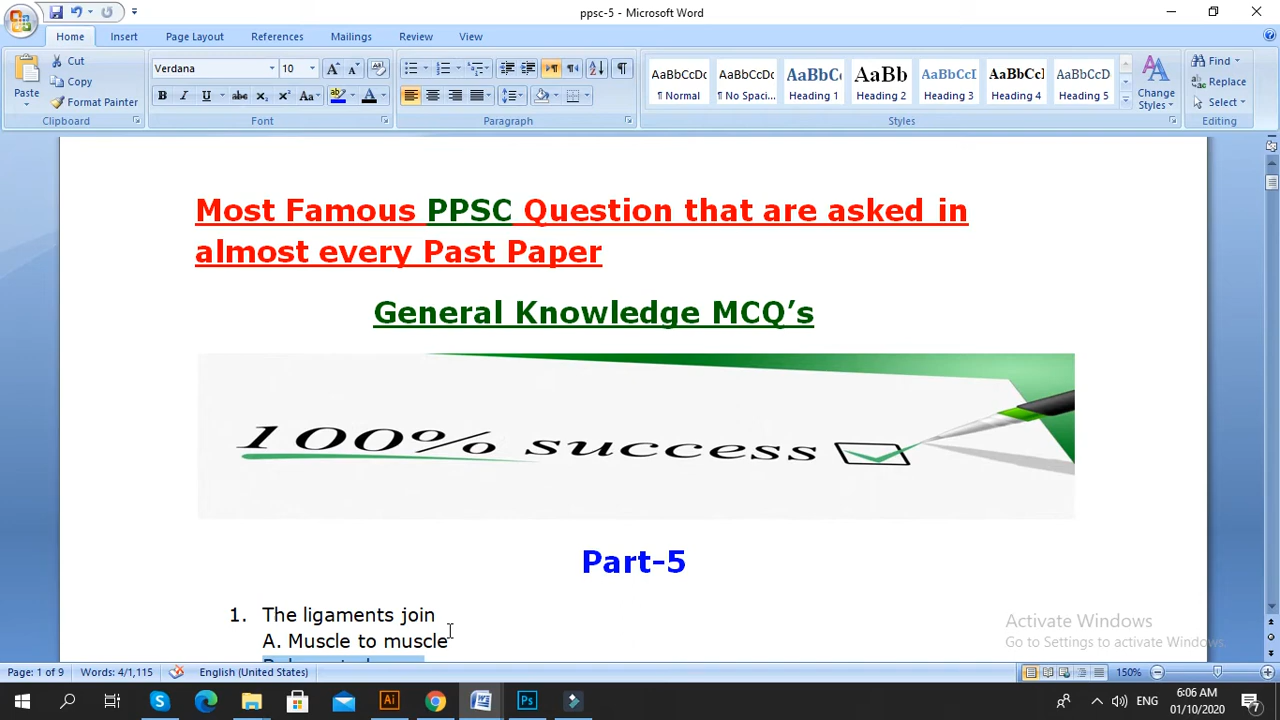 ppsc-5 - Microsoft Word
Home Insert Page Layout References Mailings Review View
Paste
Cut
Copy
Format Painter
Clipboard
Verdana 10
Font
Paragraph
AaBbCcDc AaBbCcDc AaBbC AaBb AaBbCcI AaBbCcI AaBbCcD
¶ Normal ¶ No Spaci... Heading 1 Heading 2 Heading 3 Heading 4 Heading 5
Change
Styles
Styles
Find
Replace
Select
Editing
Most Famous PPSC Question that are asked in
almost every Past Paper
General Knowledge MCQ’s
100% success
Part-5
1. The ligaments join
A. Muscle to muscle
Activate Windows
Go to Settings to activate Windows.
Page: 1 of 9 Words: 4/1,115 English (United States) 150%
ENG
6:06 AM
01/10/2020
7